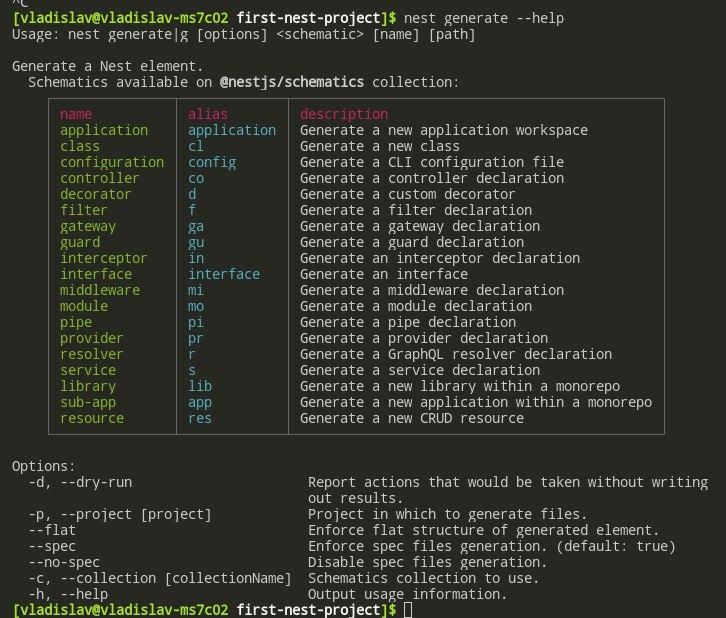 ^C
[vladislav@vladislav-ms7c02 first-nest-project]$ nest generate --help
Usage: nest generate|g [options] <schematic> [name] [path]

Generate a Nest element.
  Schematics available on @nestjs/schematics collection:
name alias description
application application Generate a new application workspace
class cl Generate a new class
configuration config Generate a CLI configuration file
controller co Generate a controller declaration
decorator d Generate a custom decorator
filter f Generate a filter declaration
gateway ga Generate a gateway declaration
guard gu Generate a guard declaration
interceptor in Generate an interceptor declaration
interface interface Generate an interface
middleware mi Generate a middleware declaration
module mo Generate a module declaration
pipe pi Generate a pipe declaration
provider pr Generate a provider declaration
resolver r Generate a GraphQL resolver declaration
service s Generate a service declaration
library lib Generate a new library within a monorepo
sub-app app Generate a new application within a monorepo
resource res Generate a new CRUD resource

Options:
  -d, --dry-run Report actions that would be taken without writing
out results.
  -p, --project [project] Project in which to generate files.
  --flat Enforce flat structure of generated element.
  --spec Enforce spec files generation. (default: true)
  --no-spec Disable spec files generation.
  -c, --collection [collectionName] Schematics collection to use.
  -h, --help Output usage information.
[vladislav@vladislav-ms7c02 first-nest-project]$